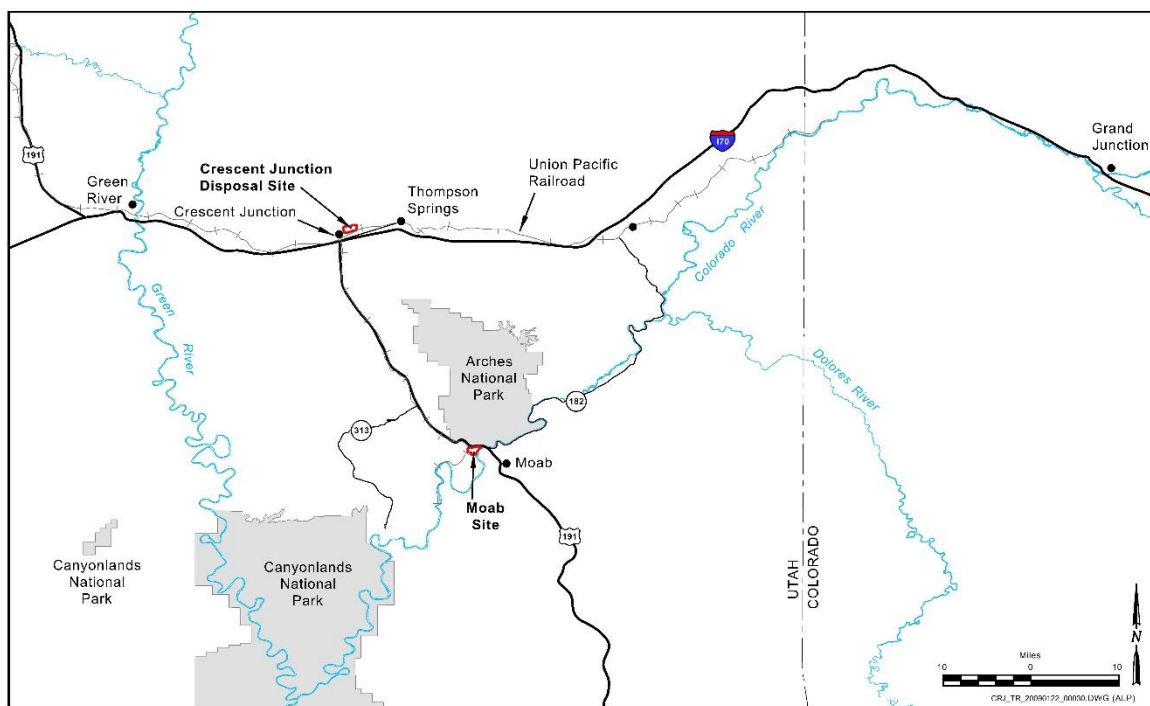 191
Green
River
Crescent Junction
Disposal Site
Crescent Junction
Thompson
Springs
Union Pacific
Railroad
I70
Grand
Junction
Colorado River
Green
River
Arches
National
Park
182
Dolores River
313
Moab
Moab
Site
191
Canyonlands
National
Park
Canyonlands
National
Park
UTAH
COLORADO
N
Miles
10 0 10
CRJ_TR_20090122_00030.DWG (ALP)